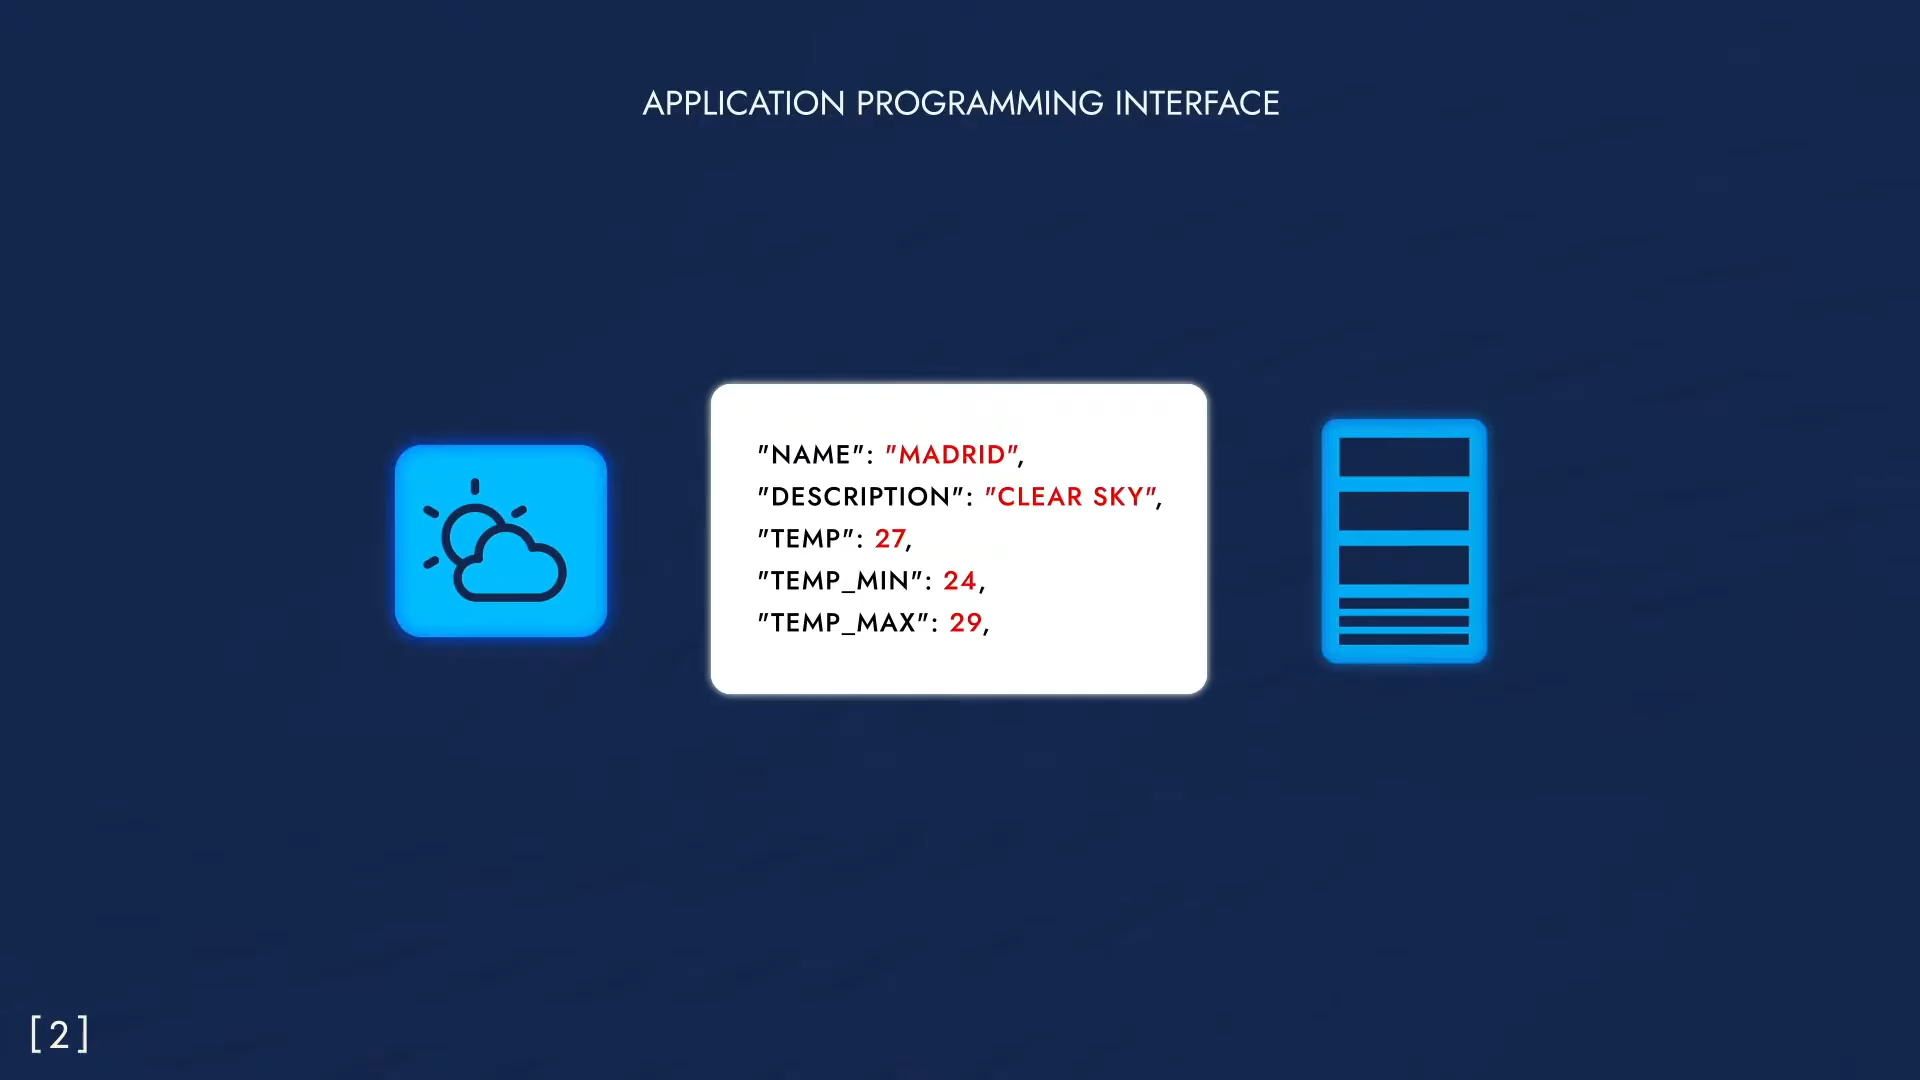 APPLICATION PROGRAMMING INTERFACE
"NAME": "MADRID",
"DESCRIPTION": "CLEAR SKY",
"TEMP": 27,
"TEMP_MIN": 24,
"TEMP_MAX": 29,
[2]